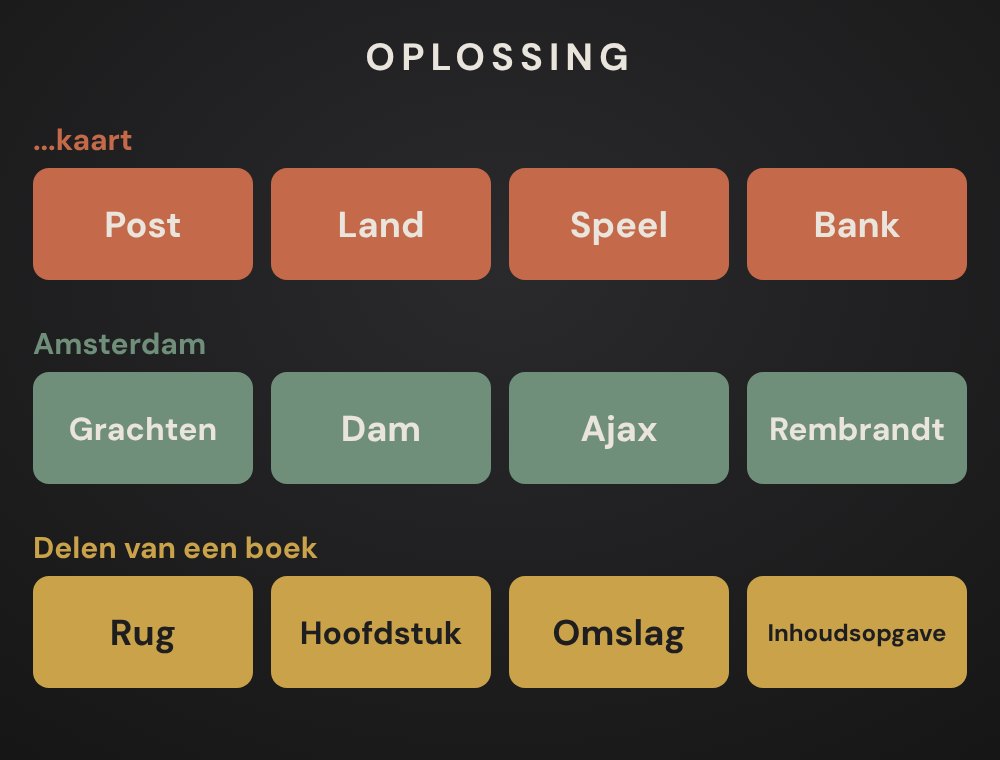 OPLOSSING
...kaart
Post Land Speel Bank
Amsterdam
Grachten Dam Ajax Rembrandt
Delen van een boek
Rug Hoofdstuk Omslag Inhoudsopgave